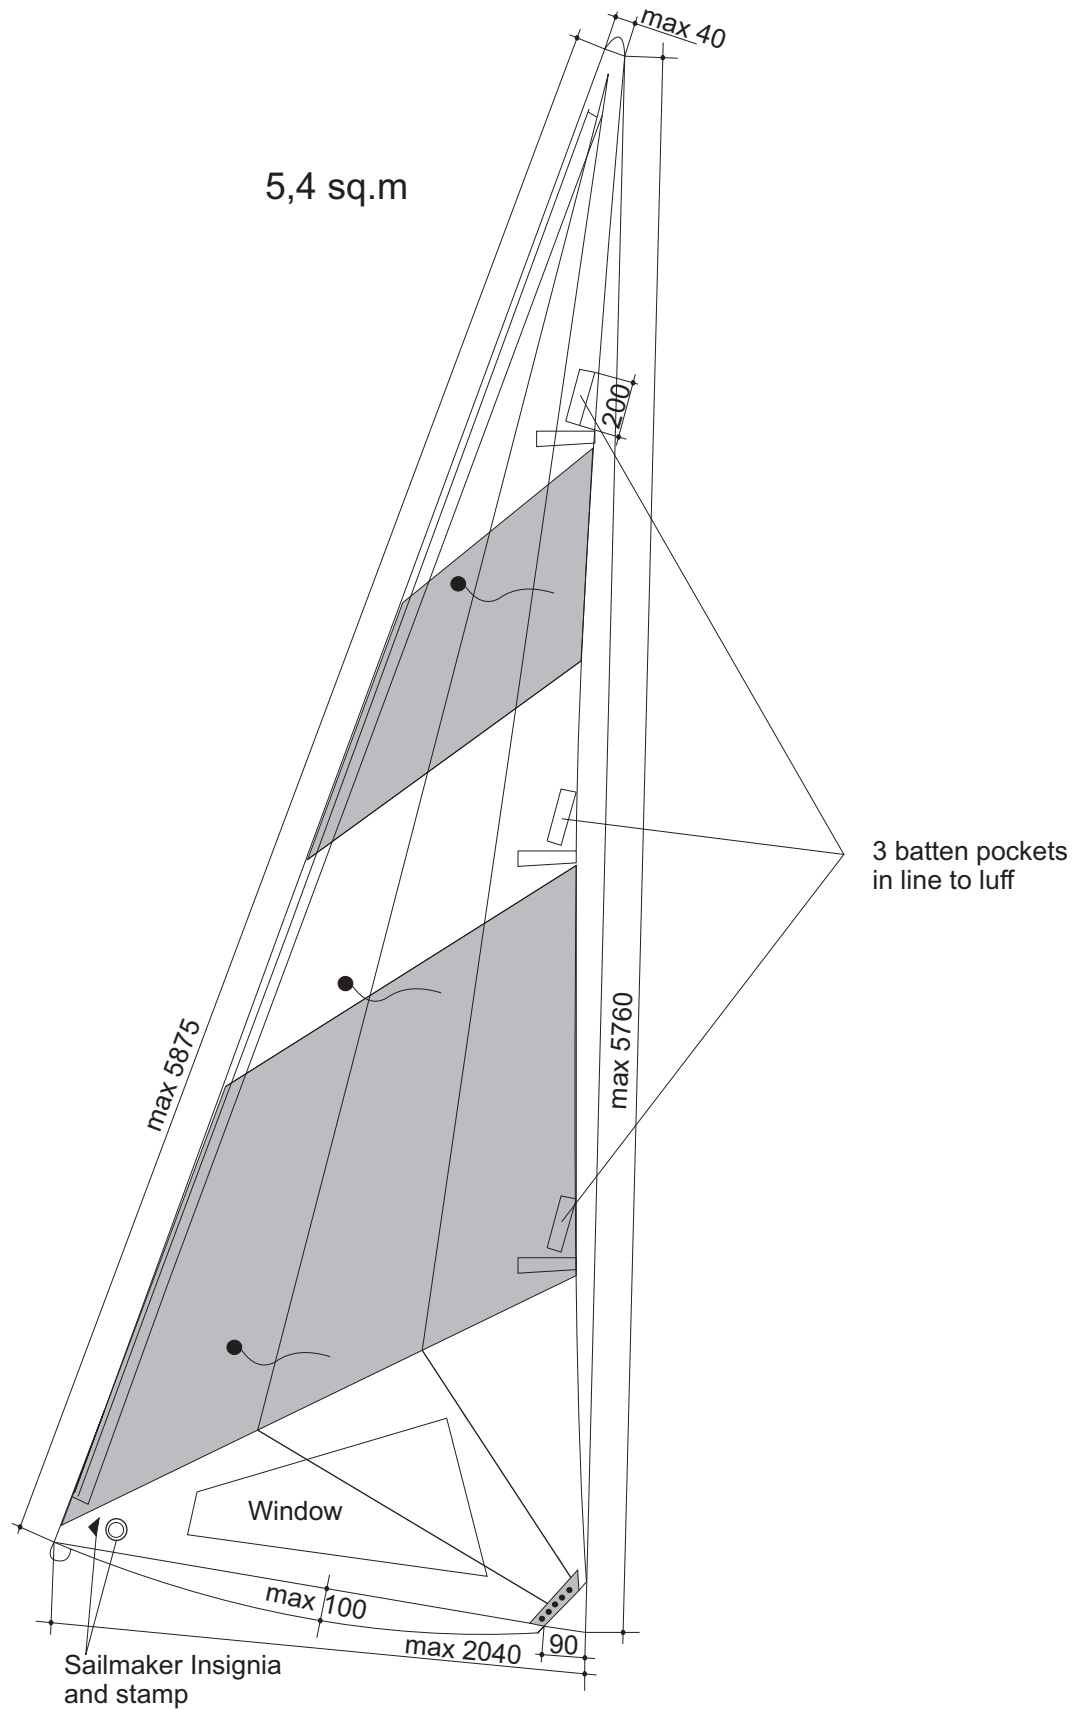 max 40
5,4 sq.m
200
3 batten pockets
in line to luff
max 5875
max 5760
Window
max 100
max 2040
90
Sailmaker Insignia
and stamp